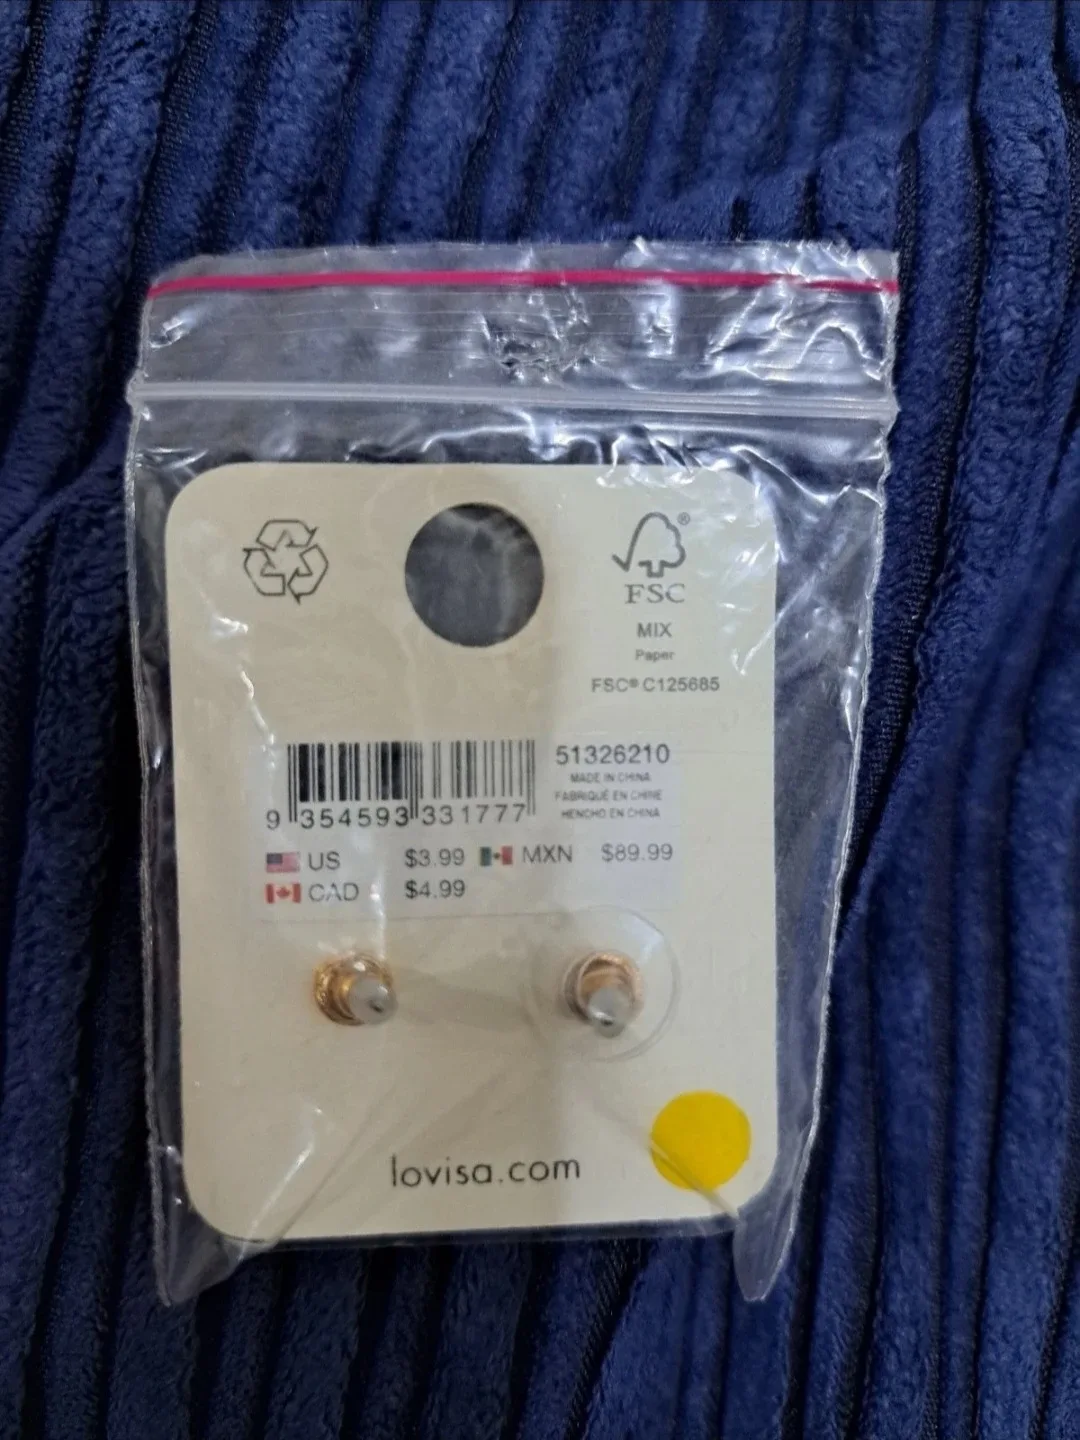 FSC®
MIX
Paper
FSC® C125685
51326210
MADE IN CHINA
FABRIQUÉ EN CHINE
HENCHO EN CHINA
9 354593 331777
US $3.99 MXN $89.99
CAD $4.99
lovisa.com